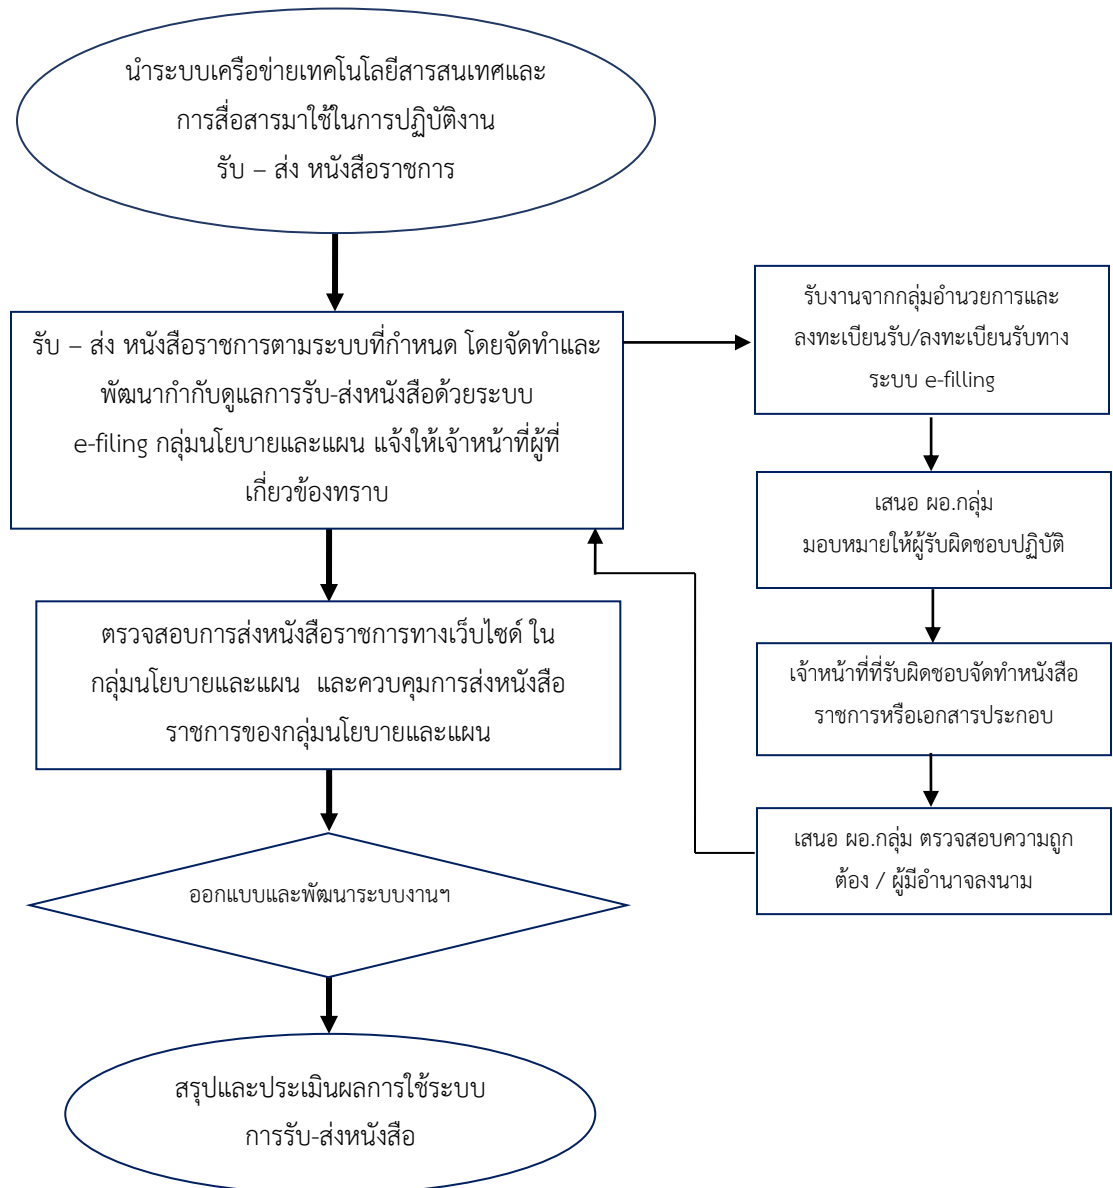 นำระบบเครือข่ายเทคโนโลยีสารสนเทศและ
การสื่อสารมาใช้ในการปฏิบัติงาน
รับ – ส่ง หนังสือราชการ
รับ – ส่ง หนังสือราชการตามระบบที่กำหนด โดยจัดทำและ
พัฒนากำกับดูแลการรับ-ส่งหนังสือด้วยระบบ
e-filing กลุ่มนโยบายและแผน แจ้งให้เจ้าหน้าที่ผู้ที่
เกี่ยวข้องทราบ
ตรวจสอบการส่งหนังสือราชการทางเว็บไซด์ ใน
กลุ่มนโยบายและแผน และควบคุมการส่งหนังสือ
ราชการของกลุ่มนโยบายและแผน
ออกแบบและพัฒนาระบบงานฯ
สรุปและประเมินผลการใช้ระบบ
การรับ-ส่งหนังสือ
รับงานจากกลุ่มอำนวยการและ
ลงทะเบียนรับ/ลงทะเบียนรับทาง
ระบบ e-filling
เสนอ ผอ.กลุ่ม
มอบหมายให้ผู้รับผิดชอบปฏิบัติ
เจ้าหน้าที่ที่รับผิดชอบจัดทำหนังสือ
ราชการหรือเอกสารประกอบ
เสนอ ผอ.กลุ่ม ตรวจสอบความถูก
ต้อง / ผู้มีอำนาจลงนาม